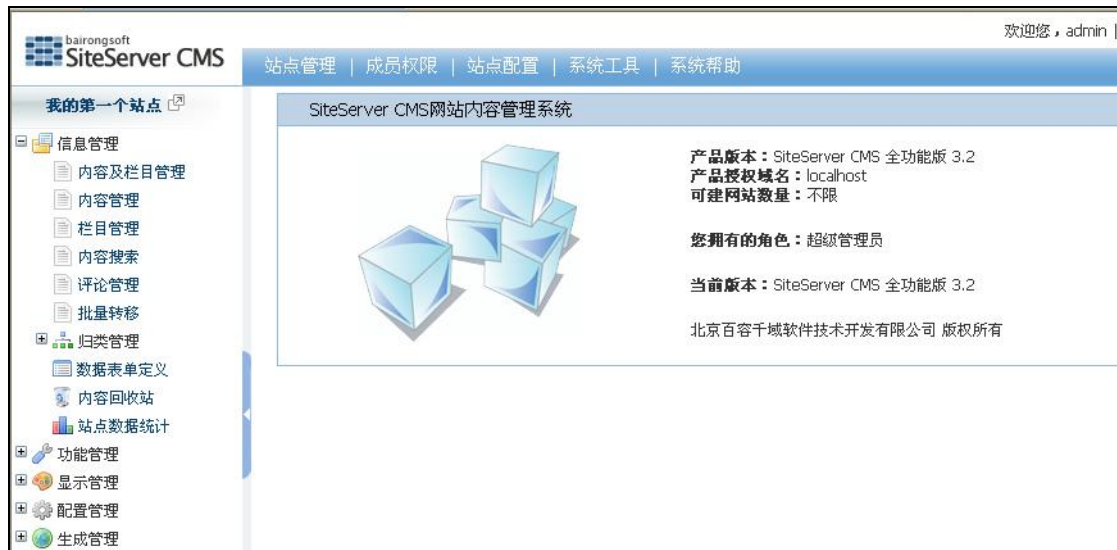 欢迎您，admin |
bairongsoft
SiteServer CMS
站点管理 | 成员权限 | 站点配置 | 系统工具 | 系统帮助
我的第一个站点
SiteServer CMS网站内容管理系统
信息管理
内容及栏目管理
内容管理
栏目管理
内容搜索
评论管理
批量转移
归类管理
数据表单定义
内容回收站
站点数据统计
功能管理
显示管理
配置管理
生成管理
产品版本：SiteServer CMS 全功能版 3.2
产品授权域名：localhost
可建网站数量：不限
您拥有的角色：超级管理员
当前版本：SiteServer CMS 全功能版 3.2
北京百容千域软件技术开发有限公司 版权所有